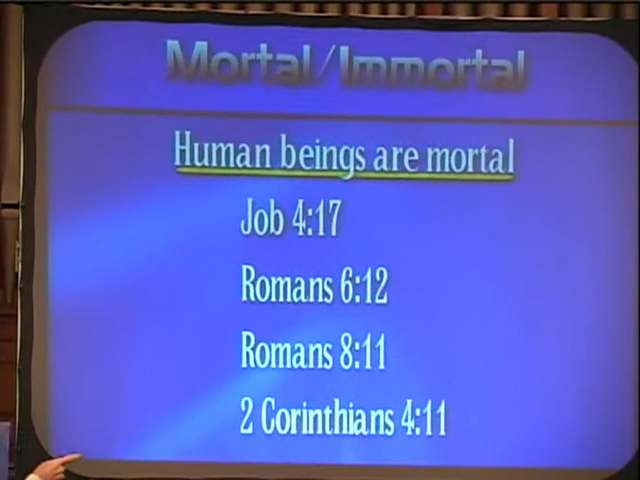 Mortal/Immortal
Human beings are mortal
Job 4:17
Romans 6:12
Romans 8:11
2 Corinthians 4:11